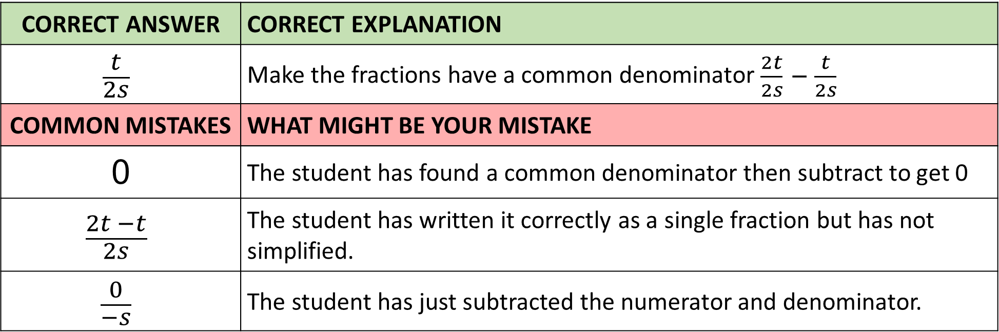 CORRECT ANSWER CORRECT EXPLANATION
t/2s Make the fractions have a common denominator 2t/2s − t/2s
COMMON MISTAKES WHAT MIGHT BE YOUR MISTAKE
0 The student has found a common denominator then subtract to get 0
2t −t/2s The student has written it correctly as a single fraction but has not
simplified.
0/−s The student has just subtracted the numerator and denominator.